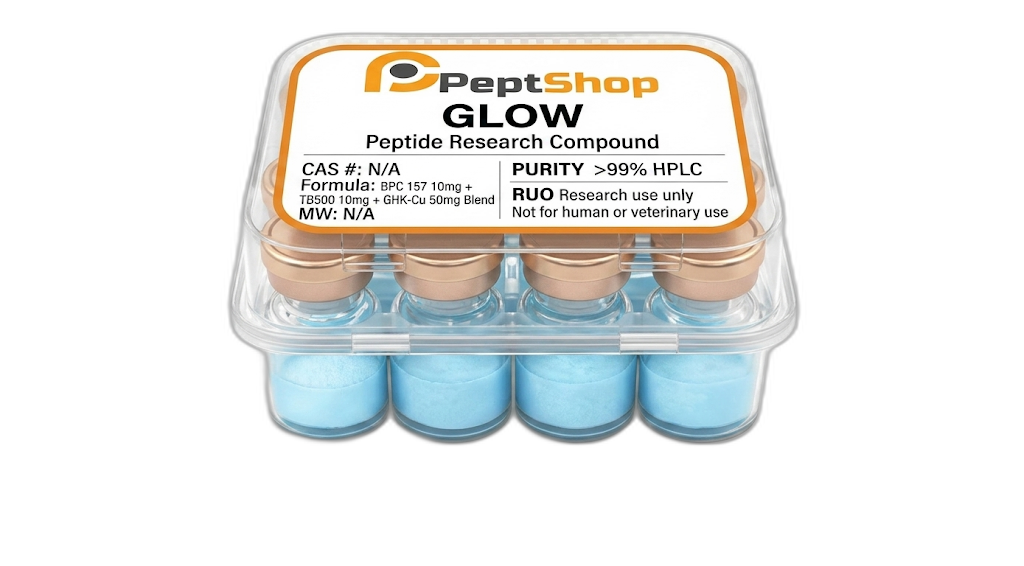 PeptShop
GLOW
Peptide Research Compound
CAS #: N/A
Formula: BPC 157 10mg +
TB500 10mg + GHK-Cu 50mg Blend
MW: N/A
PURITY >99% HPLC
RUO Research use only
Not for human or veterinary use